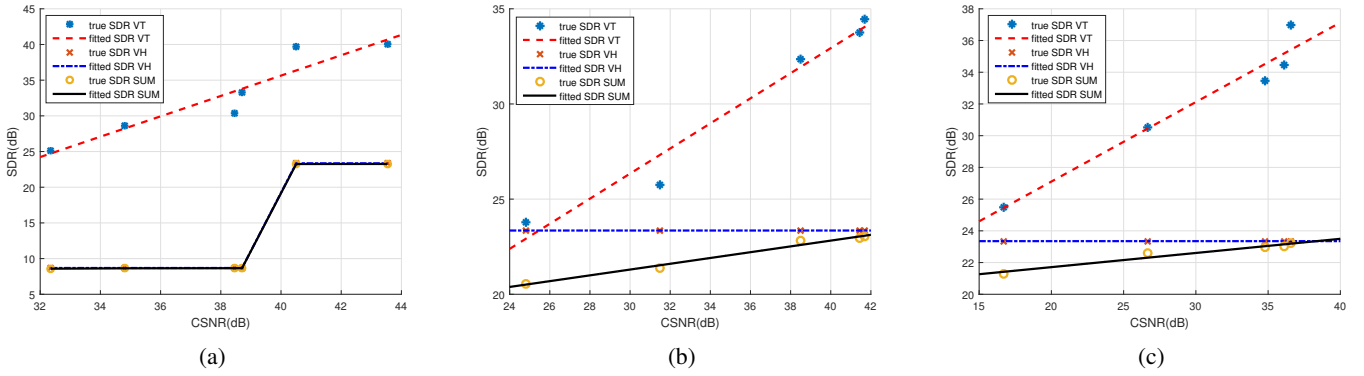 45
40
35
30
25
20
15
10
5
SDR(dB)
true SDR VT
fitted SDR VT
true SDR VH
fitted SDR VH
true SDR SUM
fitted SDR SUM
32 34 36 38 40 42 44
CSNR(dB)
(a)
35
30
25
20
SDR(dB)
true SDR VT
fitted SDR VT
true SDR VH
fitted SDR VH
true SDR SUM
fitted SDR SUM
24 26 28 30 32 34 36 38 40 42
CSNR(dB)
(b)
38
36
34
32
30
28
26
24
22
20
SDR(dB)
true SDR VT
fitted SDR VT
true SDR VH
fitted SDR VH
true SDR SUM
fitted SDR SUM
15 20 25 30 35 40
CSNR(dB)
(c)